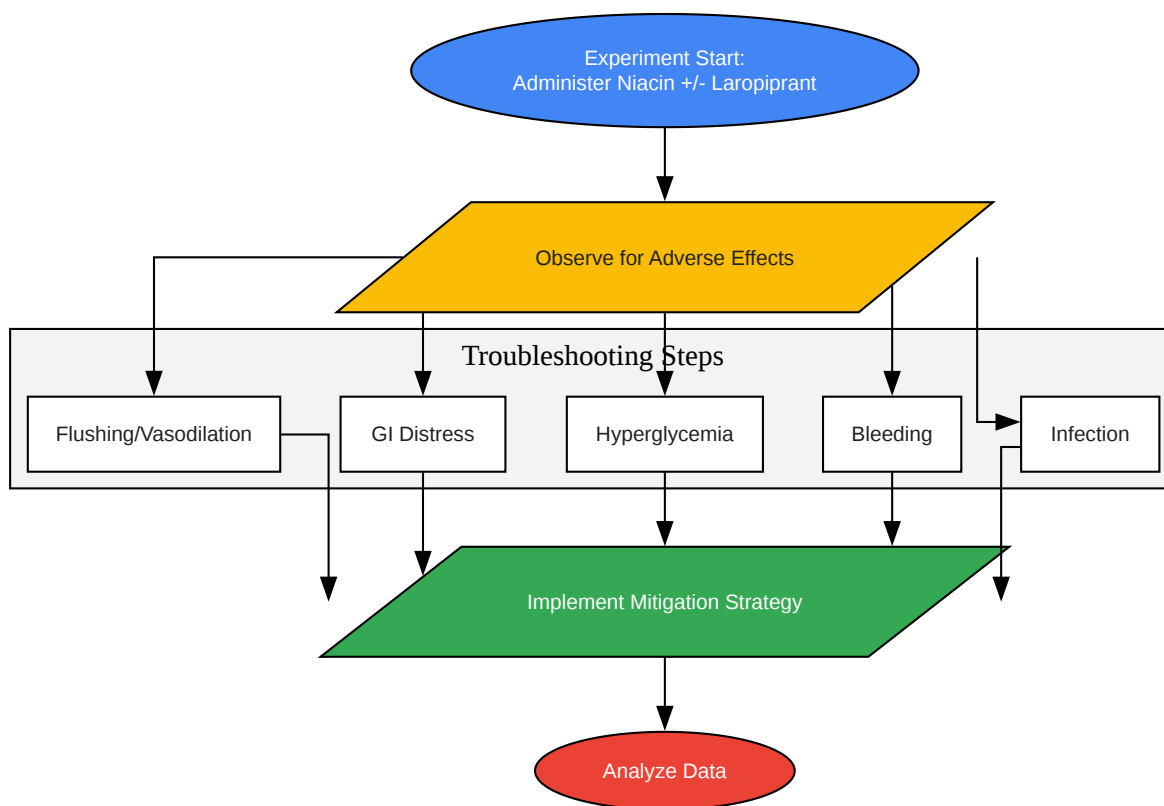 Experiment Start:
Administer Niacin +/- Laropiprant
Observe for Adverse Effects
Troubleshooting Steps
Flushing/Vasodilation
GI Distress
Hyperglycemia
Bleeding
Infection
Implement Mitigation Strategy
Analyze Data